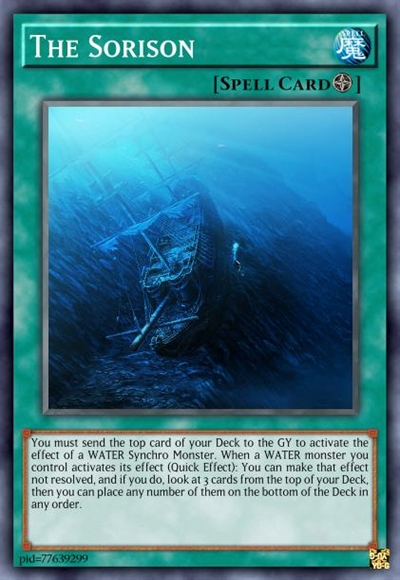 The Sorison
SPELL
魔
[Spell Card]
You must send the top card of your Deck to the GY to activate the
effect of a WATER Synchro Monster. When a WATER monster you
control activates its effect (Quick Effect): You can make that effect
not resolved, and if you do, look at 3 cards from the top of your Deck,
then you can place any number of them on the bottom of the Deck in
any order.
pid=77639299